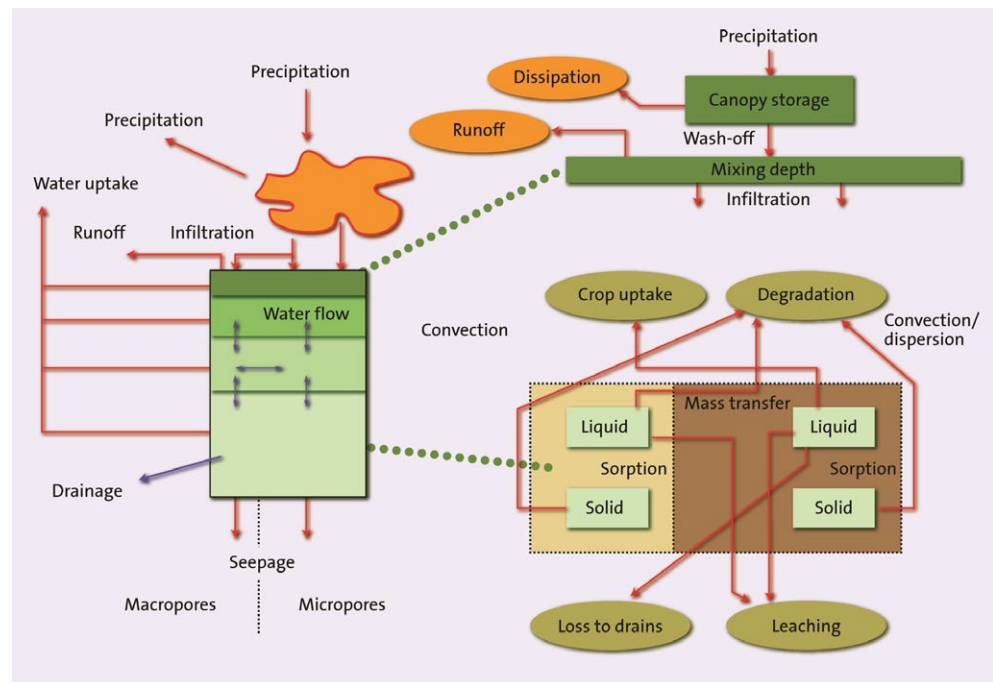 Precipitation
Precipitation
Water uptake
Runoff
Infiltration
Water flow
Drainage
Seepage
Macropores
Micropores
Precipitation
Dissipation
Canopy storage
Runoff
Wash-off
Mixing depth
Infiltration
Convection
Crop uptake
Degradation
Convection/
dispersion
Mass transfer
Liquid
Liquid
Sorption
Sorption
Solid
Solid
Loss to drains
Leaching